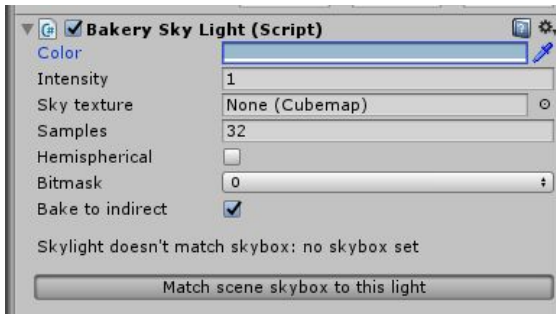 Bakery Sky Light (Script)
Color
Intensity 1
Sky texture None (Cubemap)
Samples 32
Hemispherical
Bitmask 0
Bake to indirect
Skylight doesn't match skybox: no skybox set
Match scene skybox to this light